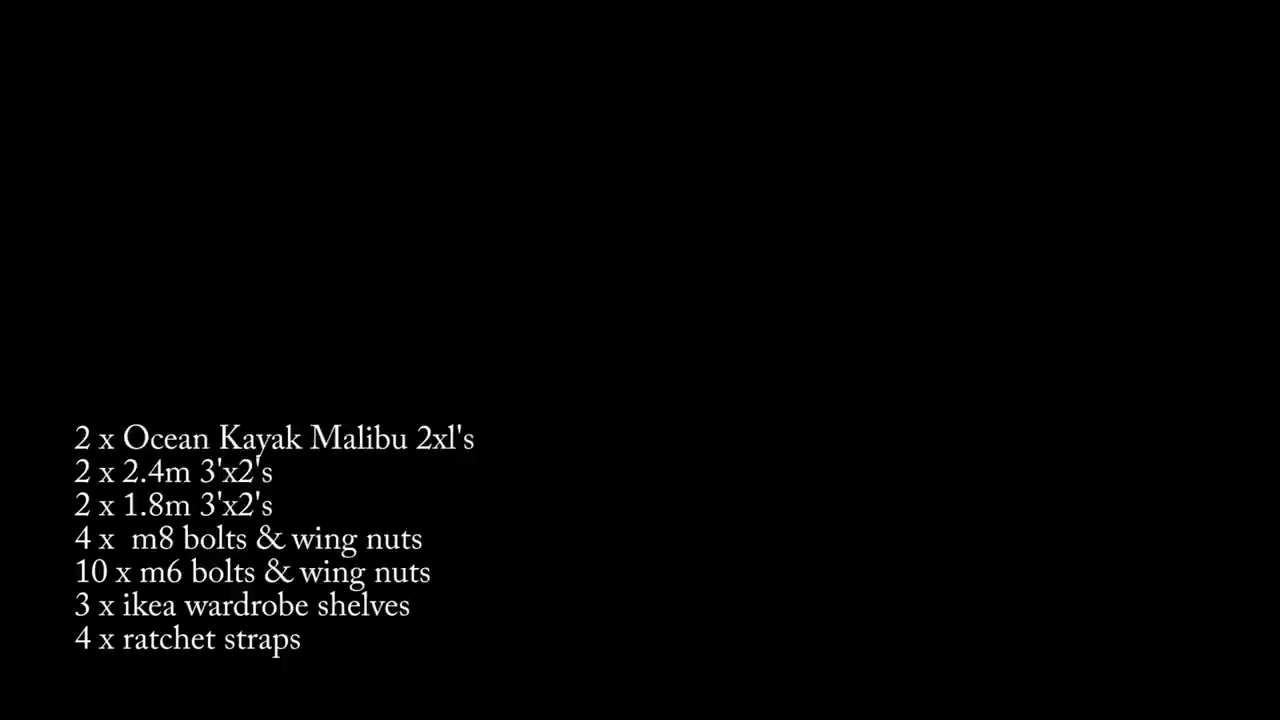 2 x Ocean Kayak Malibu 2xl's
2 x 2.4m 3'x2's
2 x 1.8m 3'x2's
4 x  m8 bolts & wing nuts
10 x m6 bolts & wing nuts
3 x ikea wardrobe shelves
4 x ratchet straps